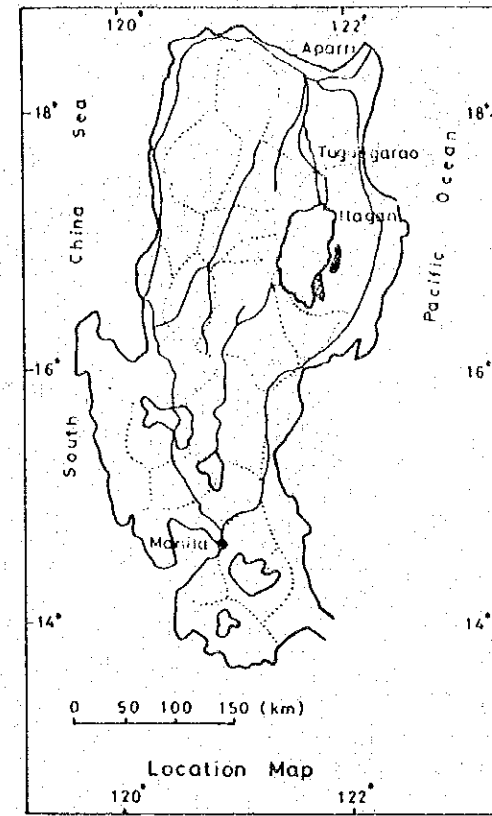 120° 122°
Aparri
18° 18°
Sea
Ocean
Tuguegarao
Ilagan
China
Pacific
16° 16°
South
Manila
14° 14°
0 50 100 150 (km)
Location Map
120° 122°